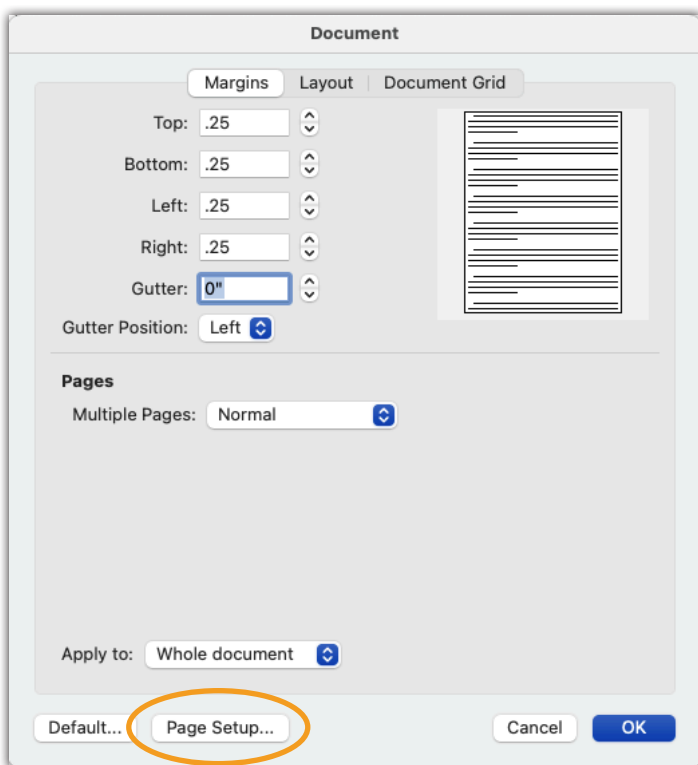 Document
Margins Layout Document Grid
Top: .25
Bottom: .25
Left: .25
Right: .25
Gutter: 0"
Gutter Position: Left
Pages
Multiple Pages: Normal
Apply to: Whole document
Default... Page Setup... Cancel OK